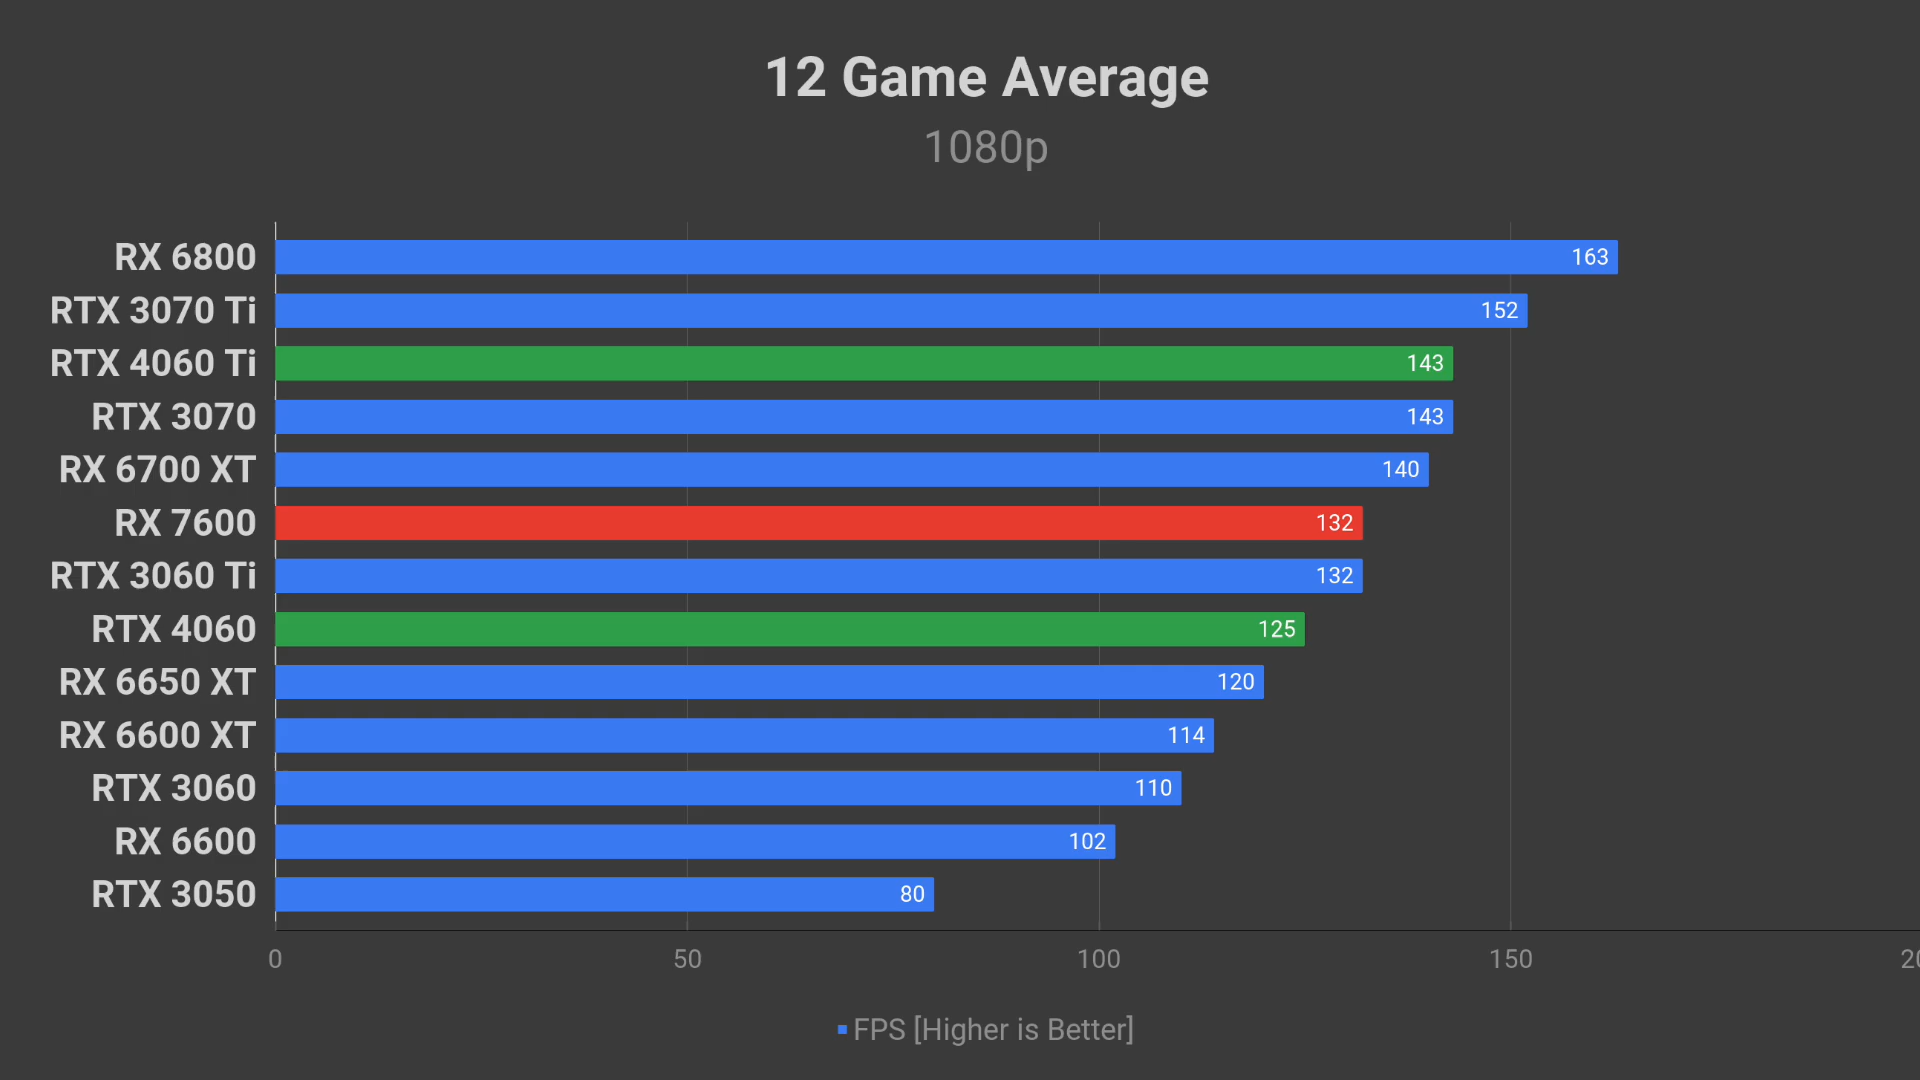 12 Game Average
1080p
RX 6800 163
RTX 3070 Ti 152
RTX 4060 Ti 143
RTX 3070 143
RX 6700 XT 140
RX 7600 132
RTX 3060 Ti 132
RTX 4060 125
RX 6650 XT 120
RX 6600 XT 114
RTX 3060 110
RX 6600 102
RTX 3050 80
0 50 100 150
FPS [Higher is Better]